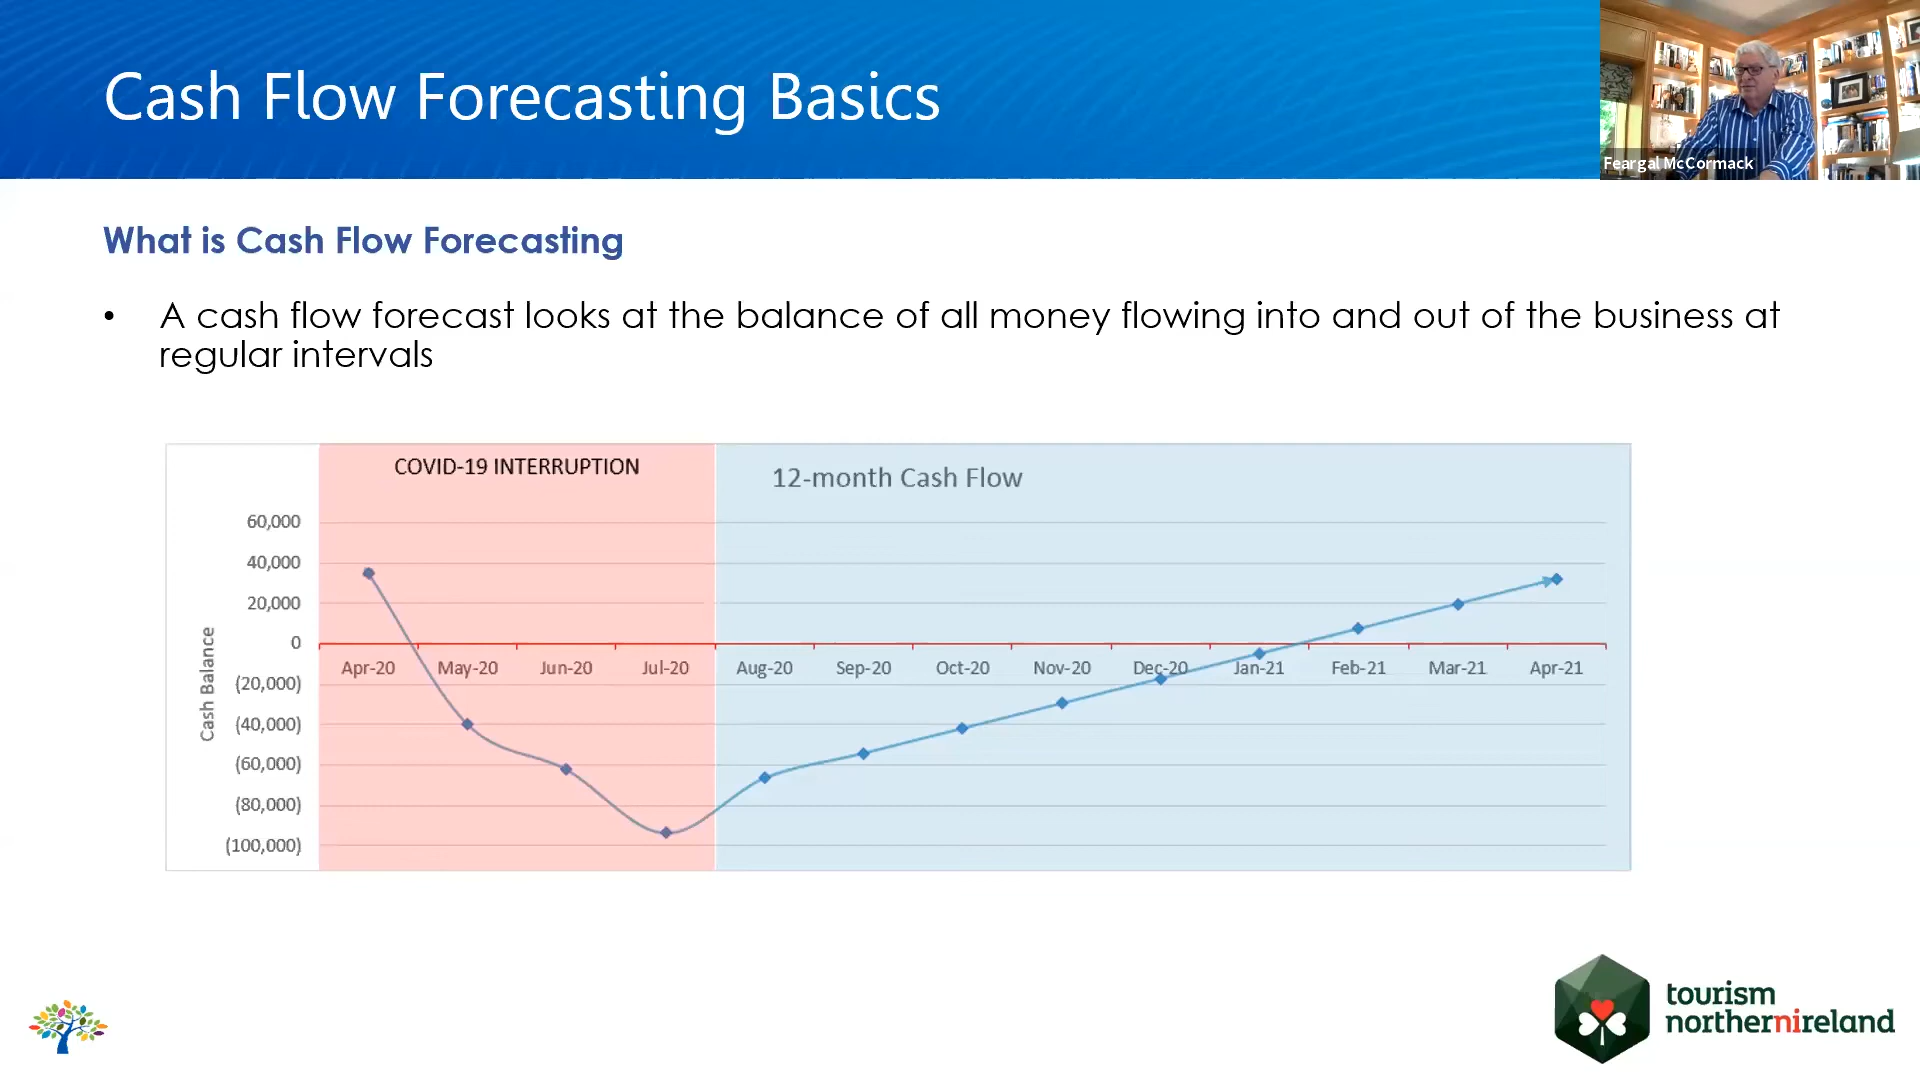 Cash Flow Forecasting Basics
Feargal McCormack
What is Cash Flow Forecasting
• A cash flow forecast looks at the balance of all money flowing into and out of the business at
regular intervals
COVID-19 INTERRUPTION
12-month Cash Flow
60,000
40,000
20,000
0
(20,000)
(40,000)
(60,000)
(80,000)
(100,000)
Cash Balance
Apr-20 May-20 Jun-20 Jul-20 Aug-20 Sep-20 Oct-20 Nov-20 Dec-20 Jan-21 Feb-21 Mar-21 Apr-21
tourism
northernireland